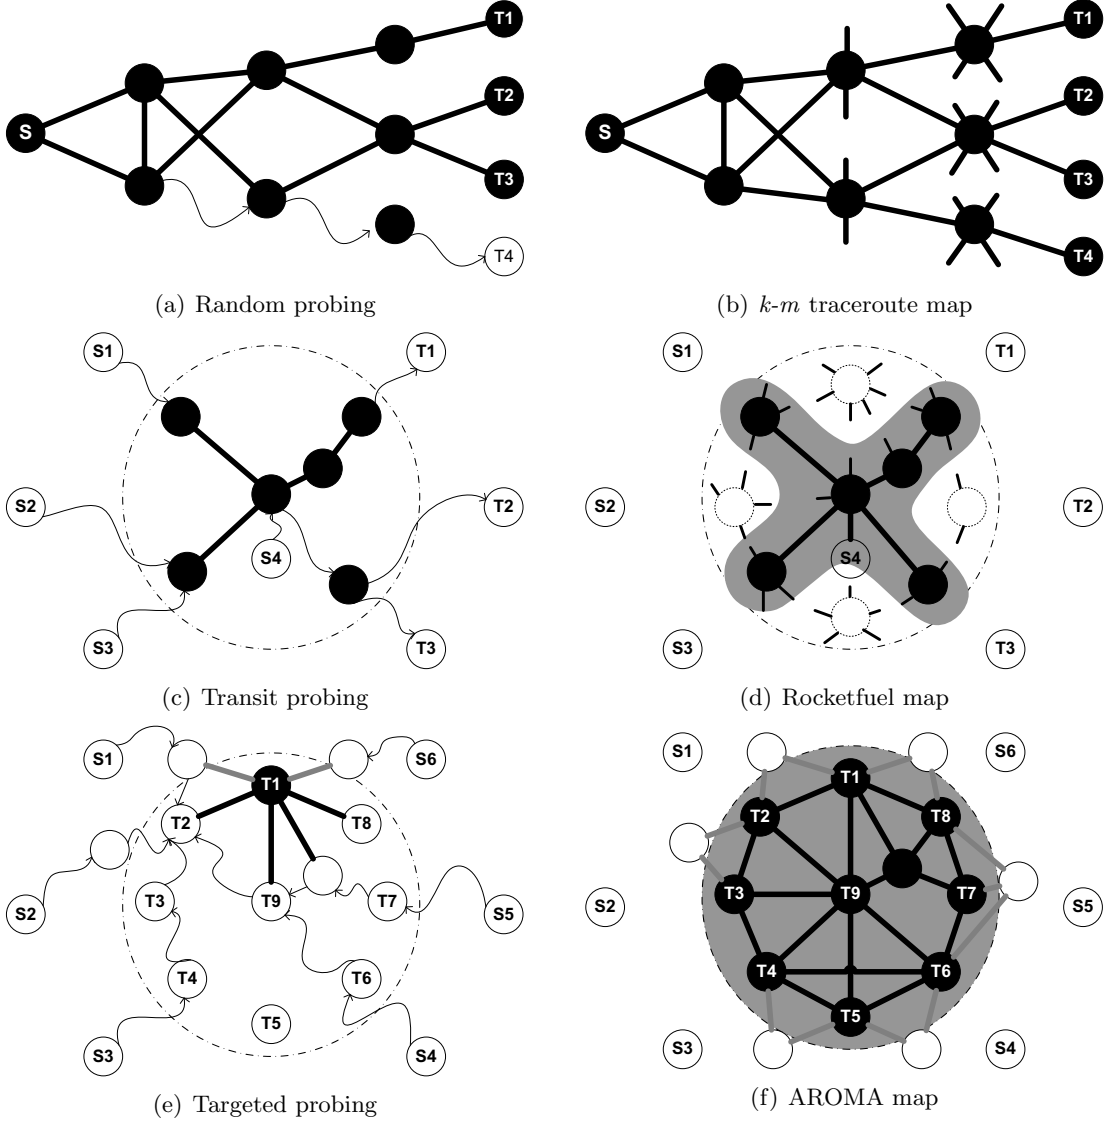 T1
T2
S
T3
T4
(a) Random probing
T1
T2
S
T3
T4
(b) k-m traceroute map
S1
T1
S2
T2
S4
S3
T3
(c) Transit probing
S1
T1
S2
T2
S4
S3
T3
(d) Rocketfuel map
S1
S6
T1
T2
T8
T3
T9
T7
S2
S5
T4
T6
T5
S3
S4
(e) Targeted probing
S1
S6
T1
T2
T8
T3
T9
T7
S2
S5
T4
T6
T5
S3
S4
(f) AROMA map